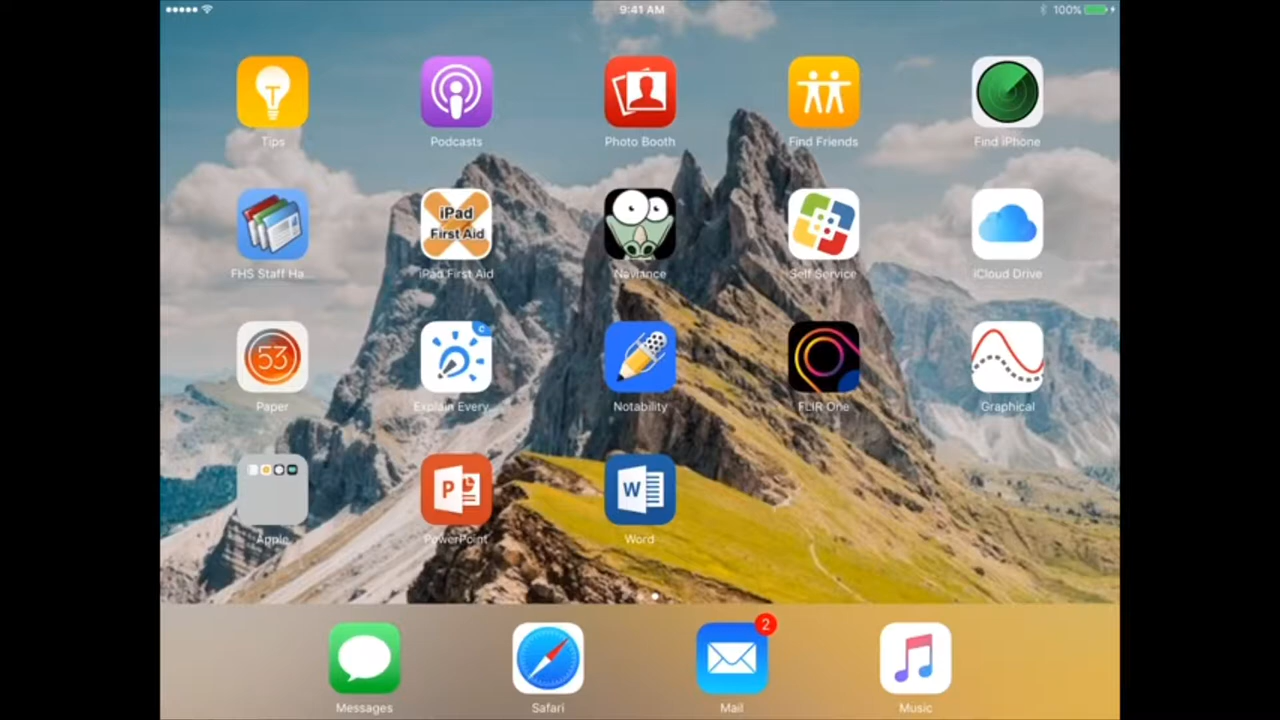 9:41 AM
100%
Tips
Podcasts
Photo Booth
Find Friends
Find iPhone
iPad
First Aid
FHS Staff Ha...
iPad First Aid
Naviance
Self Service
iCloud Drive
53
Paper
Explain Every...
Notability
FLIR One
Graphical
P
W
Apple
PowerPoint
Word
2
Messages
Safari
Mail
Music